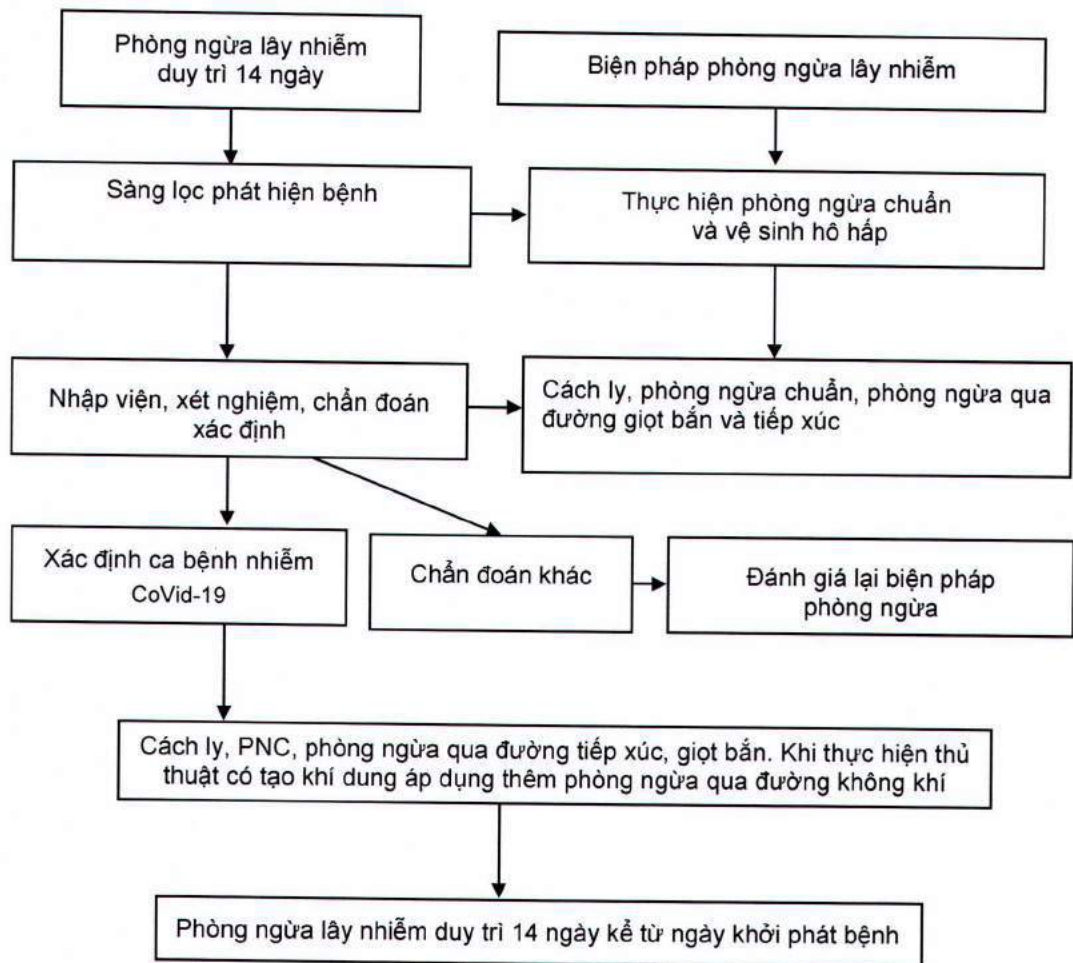 Phòng ngừa lây nhiễm
duy trì 14 ngày
Biện pháp phòng ngừa lây nhiễm
Sàng lọc phát hiện bệnh
Thực hiện phòng ngừa chuẩn
và vệ sinh hô hấp
Nhập viện, xét nghiệm, chẩn đoán
xác định
Cách ly, phòng ngừa chuẩn, phòng ngừa qua
đường giọt bắn và tiếp xúc
Xác định ca bệnh nhiễm
CoVid-19
Chẩn đoán khác
Đánh giá lại biện pháp
phòng ngừa
Cách ly, PNC, phòng ngừa qua đường tiếp xúc, giọt bắn. Khi thực hiện thủ
thuật có tạo khí dung áp dụng thêm phòng ngừa qua đường không khí
Phòng ngừa lây nhiễm duy trì 14 ngày kể từ ngày khởi phát bệnh